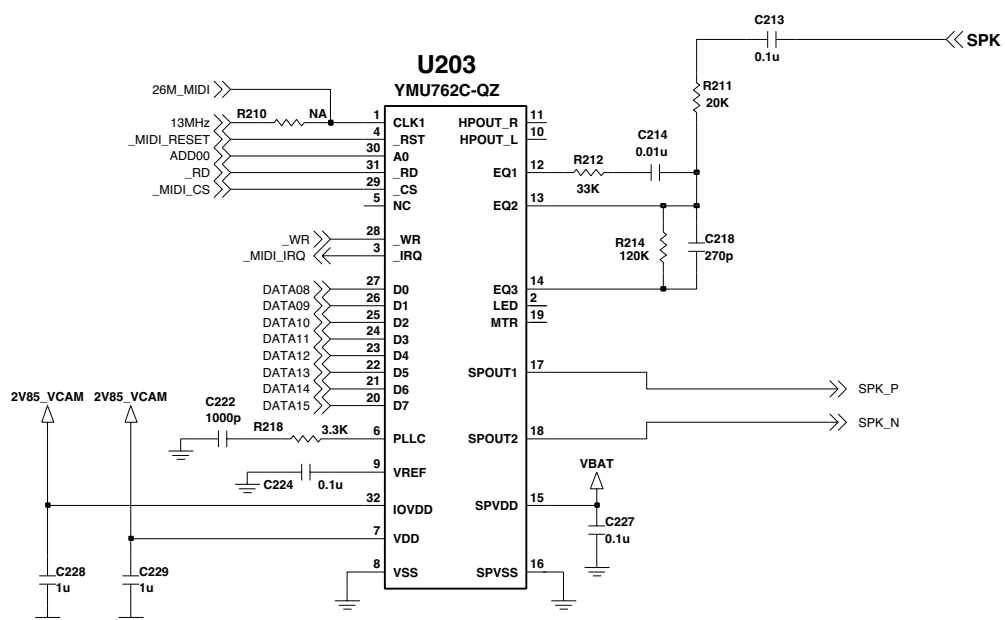 C213
0.1u
SPK
U203
YMU762C-QZ
R211
20K
26M_MIDI
R210
NA
13MHz
1
CLK1
HPOUT_R
11
_MIDI_RESET
4
_RST
HPOUT_L
10
C214
0.01u
ADD00
30
A0
_RD
31
_RD
EQ1
12
R212
33K
_MIDI_CS
29
_CS
5
NC
EQ2
13
_WR
28
_WR
R214
120K
C218
270p
_MIDI_IRQ
3
_IRQ
DATA08
27
D0
EQ3
14
DATA09
26
D1
LED
2
DATA10
25
D2
MTR
19
DATA11
24
D3
DATA12
23
D4
DATA13
22
D5
SPOUT1
17
SPK_P
DATA14
21
D6
DATA15
20
D7
2V85_VCAM
2V85_VCAM
C222
1000p
R218
3.3K
6
PLLC
SPOUT2
18
SPK_N
C224
0.1u
9
VREF
VBAT
32
IOVDD
SPVDD
15
C227
0.1u
7
VDD
C228
1u
C229
1u
8
VSS
SPVSS
16